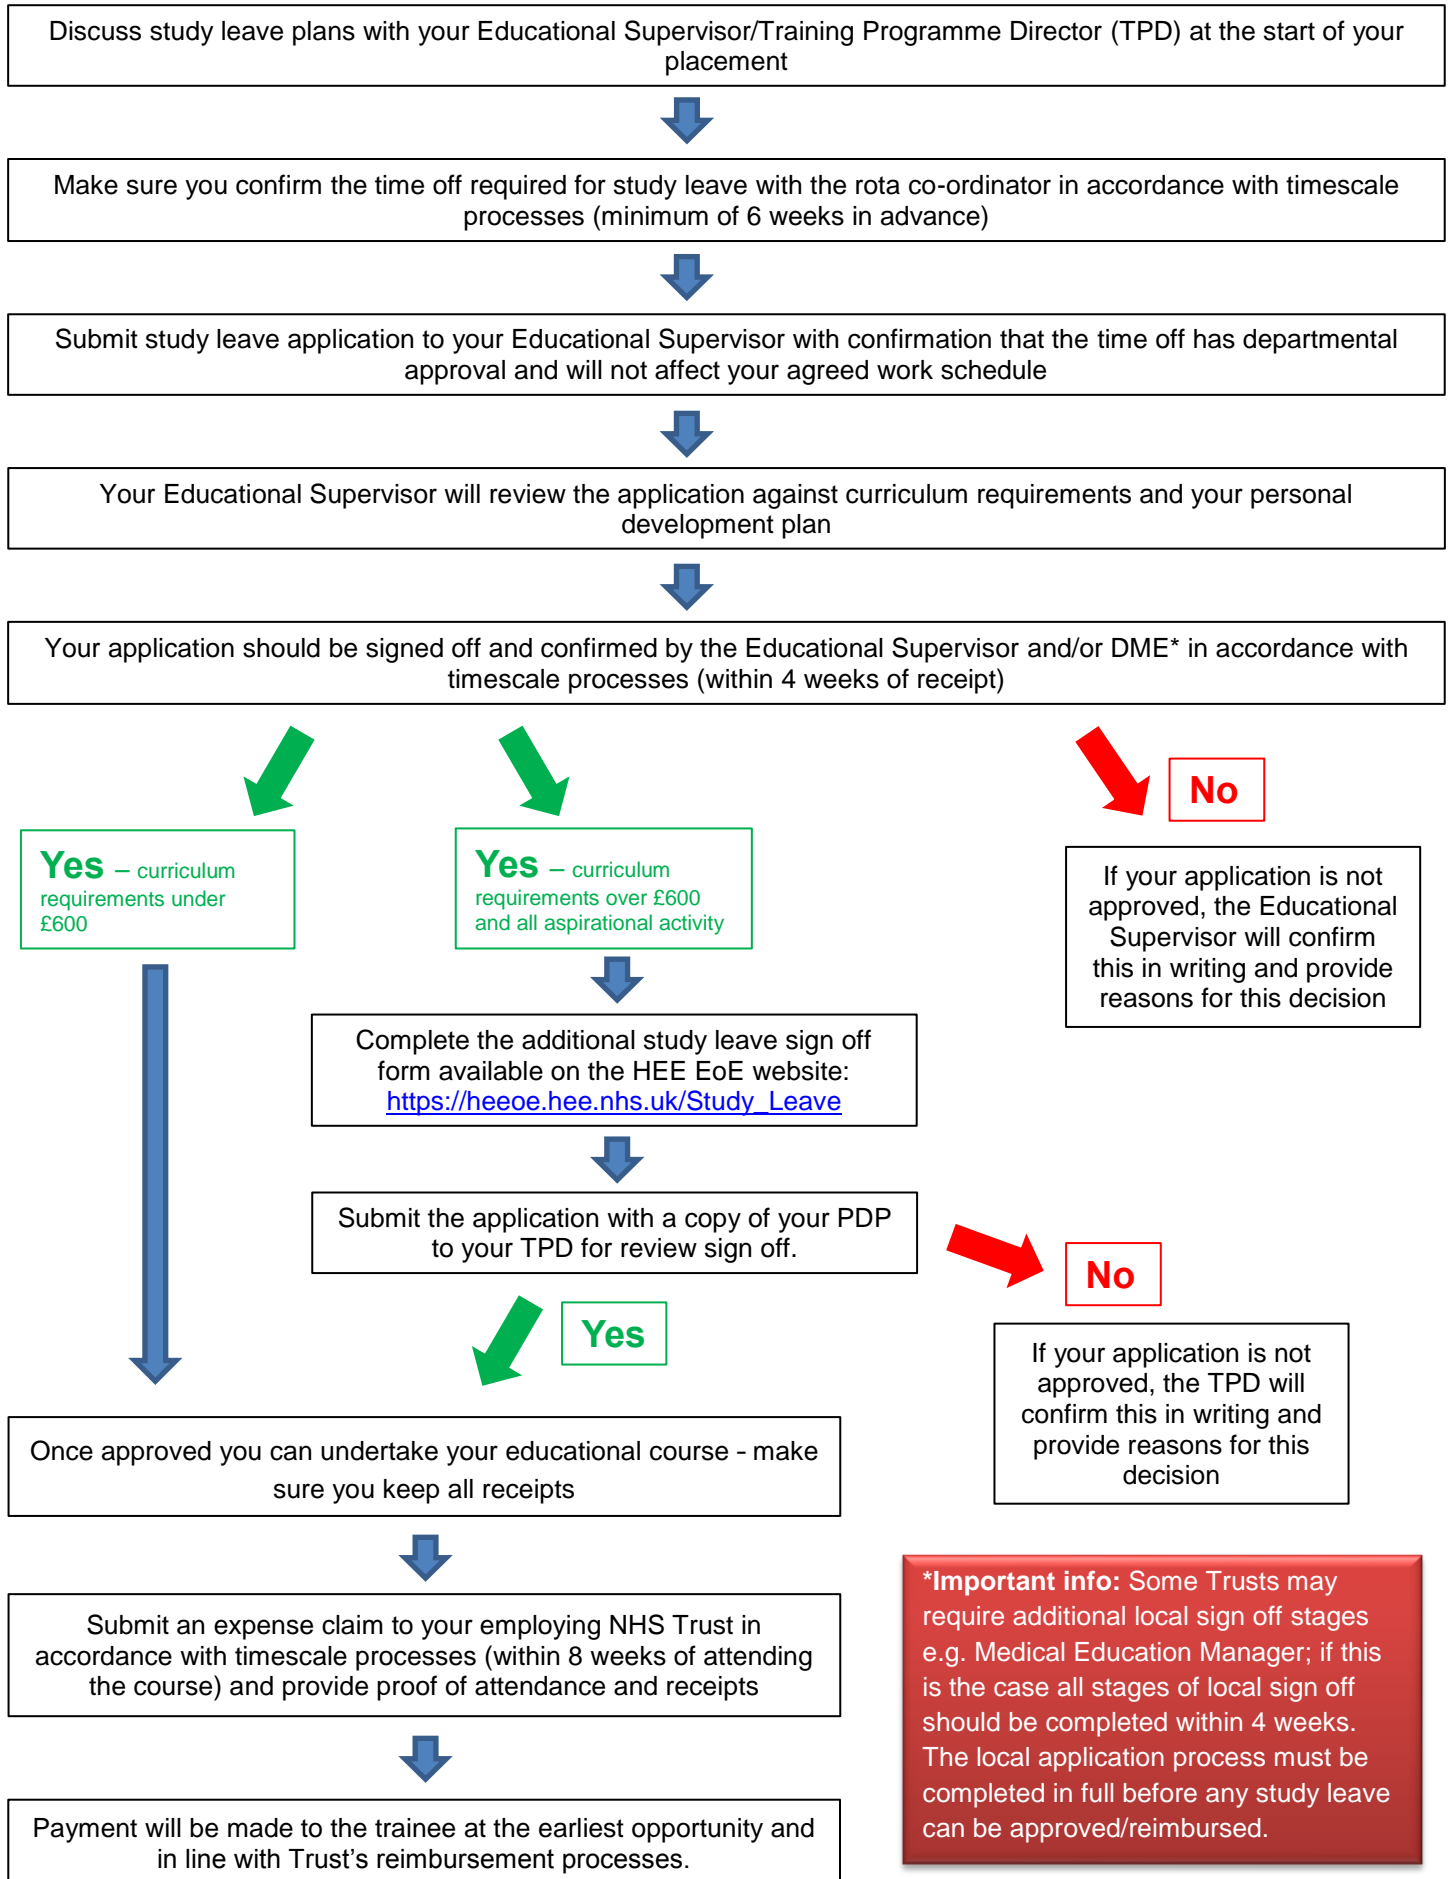 Discuss study leave plans with your Educational Supervisor/Training Programme Director (TPD) at the start of your
placement
Make sure you confirm the time off required for study leave with the rota co-ordinator in accordance with timescale
processes (minimum of 6 weeks in advance)
Submit study leave application to your Educational Supervisor with confirmation that the time off has departmental
approval and will not affect your agreed work schedule
Your Educational Supervisor will review the application against curriculum requirements and your personal
development plan
Your application should be signed off and confirmed by the Educational Supervisor and/or DME* in accordance with
timescale processes (within 4 weeks of receipt)
Yes – curriculum
requirements under
£600
Yes – curriculum
requirements over £600
and all aspirational activity
No
If your application is not
approved, the Educational
Supervisor will confirm
this in writing and provide
reasons for this decision
Complete the additional study leave sign off
form available on the HEE EoE website:
https://heeoe.hee.nhs.uk/Study_Leave
Submit the application with a copy of your PDP
to your TPD for review sign off.
No
If your application is not
approved, the TPD will
confirm this in writing and
provide reasons for this
decision
Yes
Once approved you can undertake your educational course - make
sure you keep all receipts
Submit an expense claim to your employing NHS Trust in
accordance with timescale processes (within 8 weeks of attending
the course) and provide proof of attendance and receipts
Payment will be made to the trainee at the earliest opportunity and
in line with Trust's reimbursement processes.
*Important info: Some Trusts may
require additional local sign off stages
e.g. Medical Education Manager; if this
is the case all stages of local sign off
should be completed within 4 weeks.
The local application process must be
completed in full before any study leave
can be approved/reimbursed.